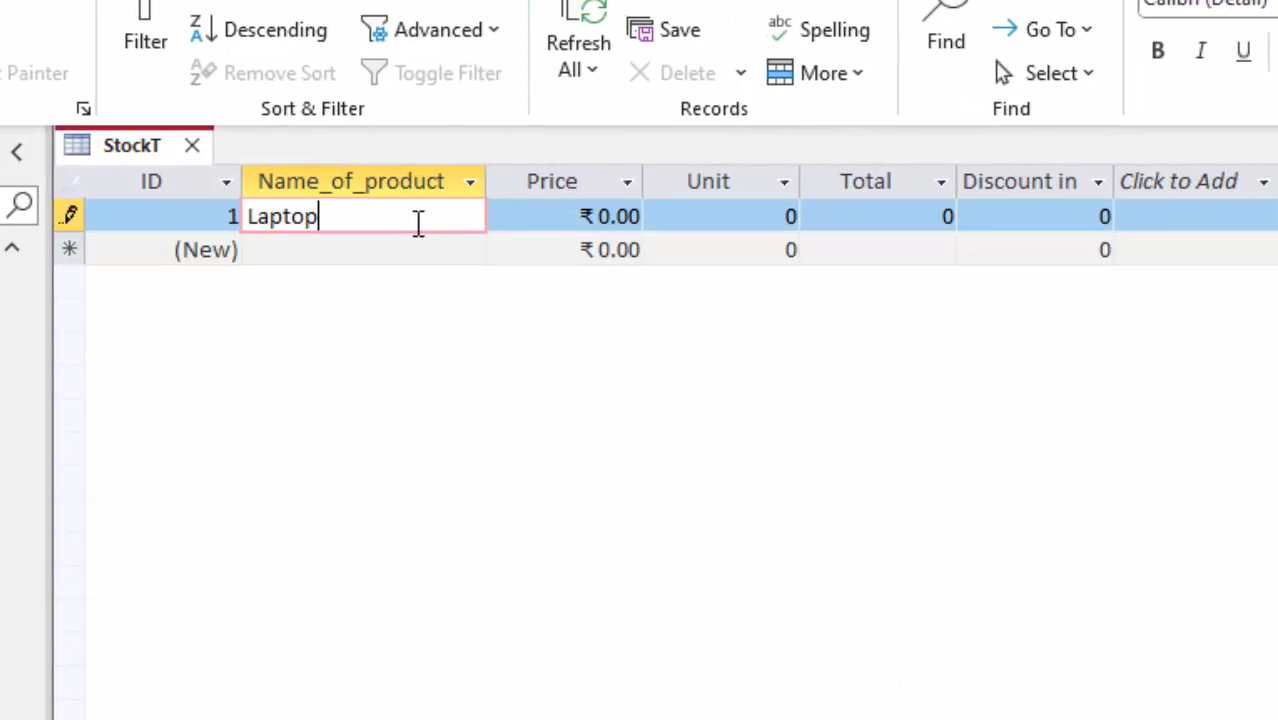 Calibri (Detail)
Filter
Descending
Advanced
Remove Sort
Toggle Filter
Sort & Filter
Refresh
All
Save
Delete
Spelling
More
Records
Find
Go To
Select
Find
B I U
Painter
StockT
ID Name_of_product Price Unit Total Discount in Click to Add
1 Laptop ₹ 0.00 0 0 0
(New) ₹ 0.00 0 0